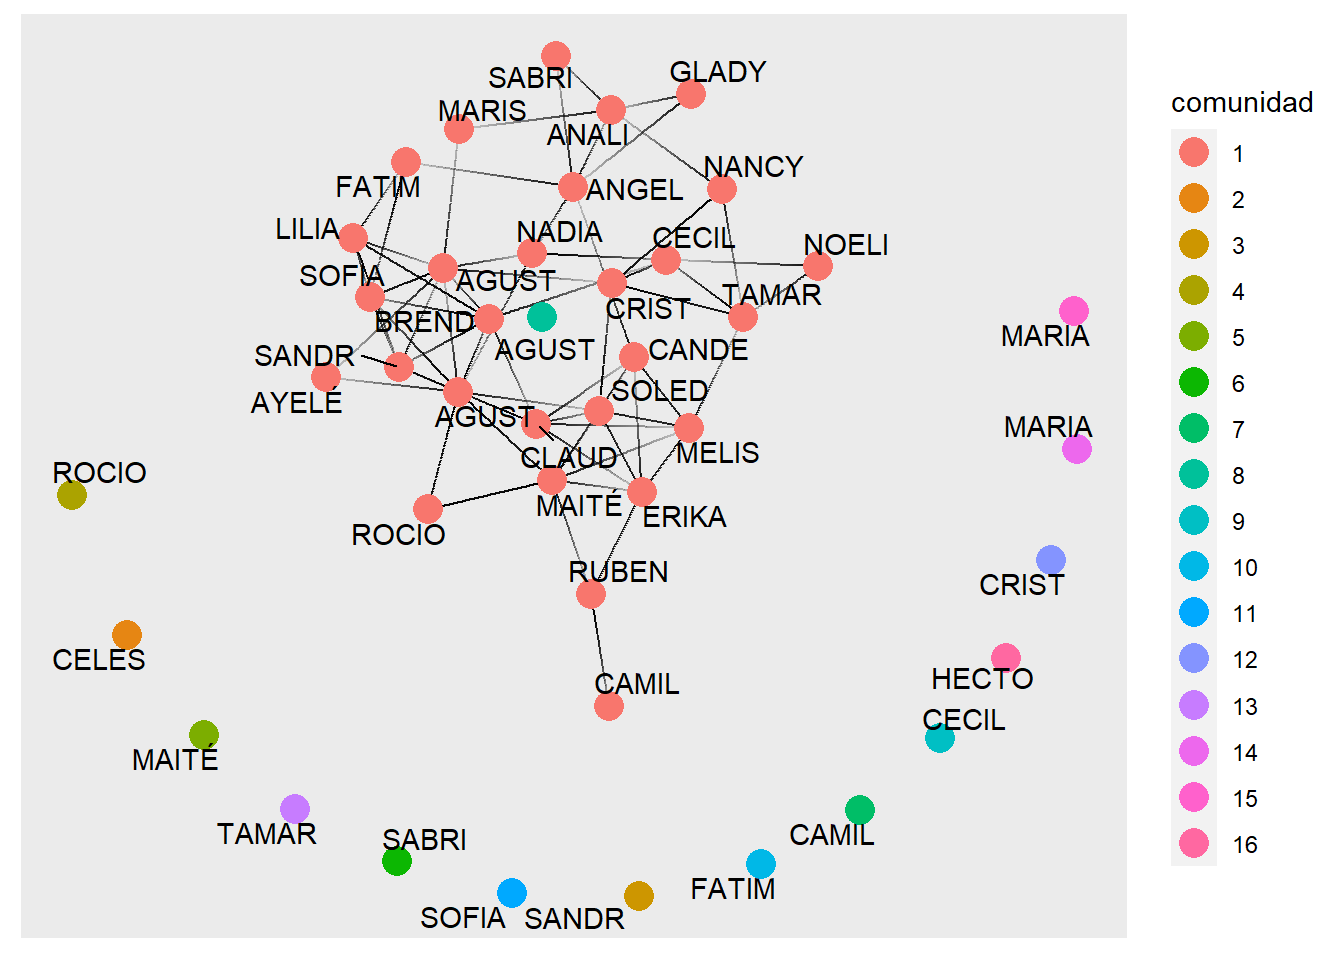 SABRI
GLADY
MARIS
ANALI
NANCY
FATIM
ANGEL
LILIA
NADIA
CECIL
NOELI
SOFIA
AGUST
TAMAR
CRIST
BREND
AGUST
CANDE
SANDR
SOLED
AYELÉ
AGUST
MELIS
CLAUD
MAITÉ
ERIKA
ROCIO
RUBEN
CAMIL
MARIA
MARIA
ROCIO
CRIST
CELES
HECTO
CECIL
MAITÉ
TAMAR
SABRI
CAMIL
FATIM
SOFIA
SANDR
comunidad
1
2
3
4
5
6
7
8
9
10
11
12
13
14
15
16